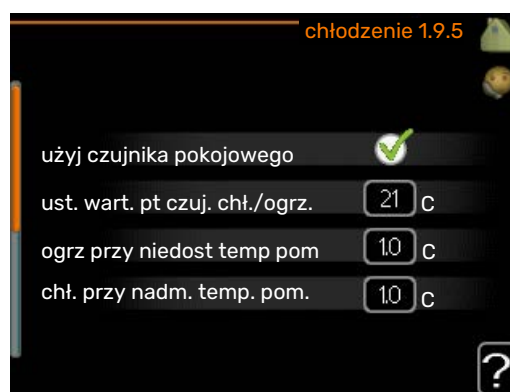 chłodzenie 1.9.5
użyj czujnika pokojowego
ust. wart. pt czuj. chł./ogrz. 21 C
ogrz przy niedost temp pom 1.0 C
chł. przy nadm. temp. pom. 1.0 C
?